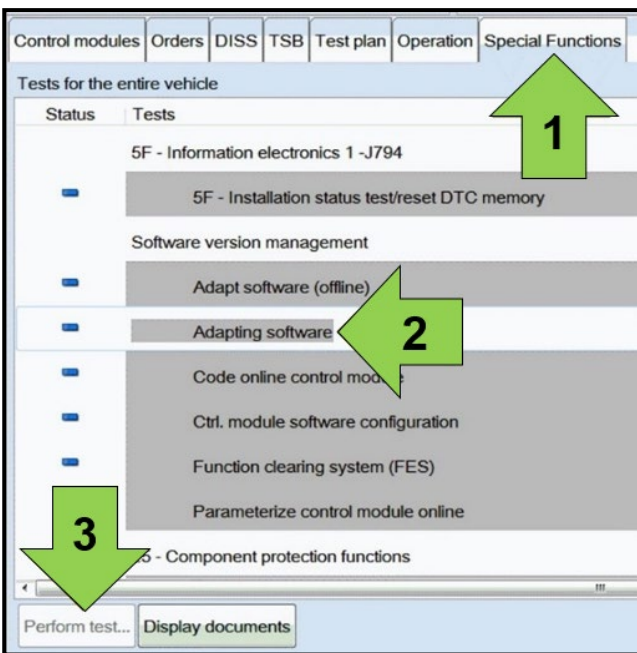 Control modules Orders DISS TSB Test plan Operation Special Functions
Tests for the entire vehicle
Status Tests
1
5F - Information electronics 1 -J794
5F - Installation status test/reset DTC memory
Software version management
Adapt software (offline)
Adapting software 2
Code online control module
Ctrl. module software configuration
Function clearing system (FES)
Parameterize control module online
3
5 - Component protection functions
Perform test... Display documents